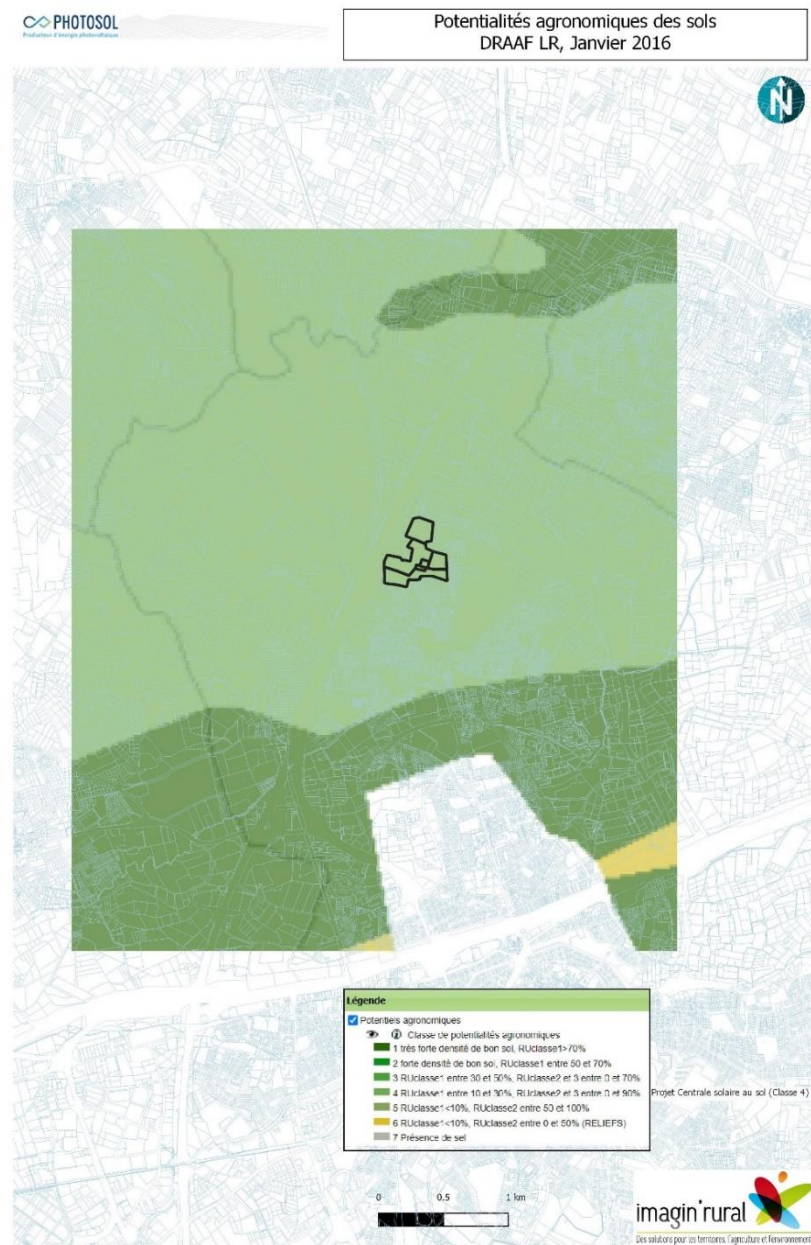 PHOTOSOL
Producteur d'énergie photovoltaïque
Potentialités agronomiques des sols
DRAAF LR, Janvier 2016
N
Légende
Potentiels agronomiques
Classe de potentialités agronomiques
1 très forte densité de bon sol, RUclasse1>70%
2 forte densité de bon sol, RUclasse1 entre 50 et 70%
3 RUclasse1 entre 30 et 50%, RUclasse2 et 3 entre 0 et 70%
4 RUclasse1 entre 10 et 30%, RUclasse2 et 3 entre 0 et 90%
Projet Centrale solaire au sol (Classe 4)
5 RUclasse1<10%, RUclasse2 entre 50 et 100%
6 RUclasse1<10%, RUclasse2 entre 0 et 50% (RELIEFS)
7 Présence de sel
0 0.5 1 km
imagin'rural
Des solutions pour les territoires, l'agriculture et l'environnement